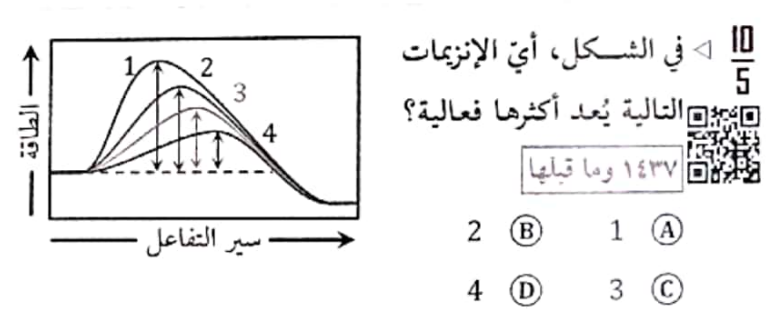 10
5
◁ في الشكل، أيّ الإنزيمات
التالية يُعد أكثرها فعالية؟
١٤٣٧ وما قبلها
1 Ⓐ 2 Ⓑ
3 Ⓒ 4 Ⓓ
الطاقة
1 2
3
4
سير التفاعل